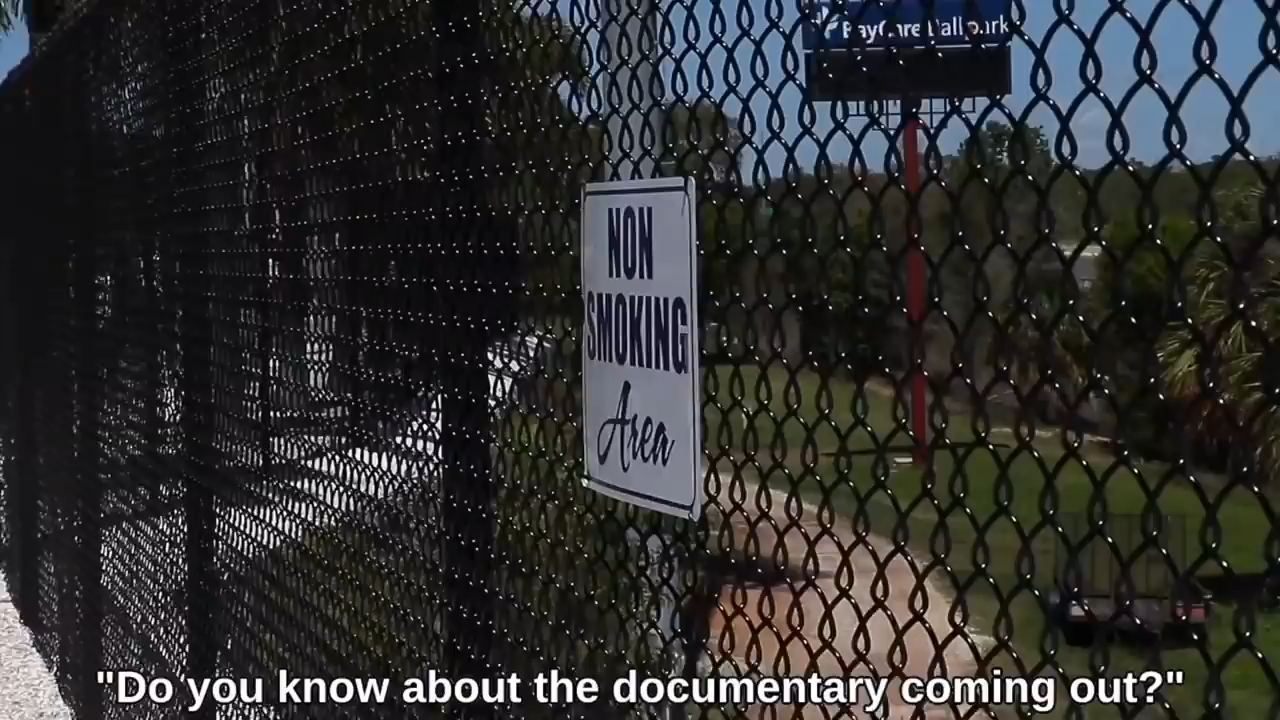 BayCare Ballpark
NON
SMOKING
Area
"Do you know about the documentary coming out?"